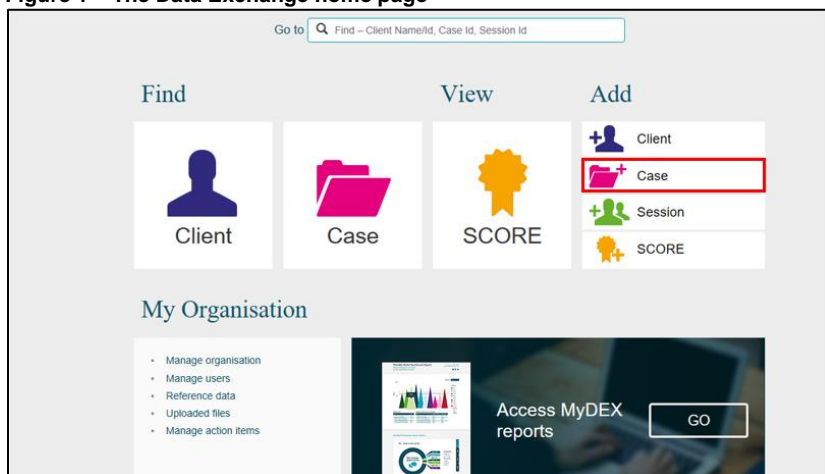 Figure 1 – The Data Exchange home page
Go to Find – Client Name/Id, Case Id, Session Id
Find
View
Add
Client
Case
SCORE
Client
Case
Session
SCORE
My Organisation
Manage organisation
Manage users
Reference data
Uploaded files
Manage action items
Access MyDEX
reports
GO